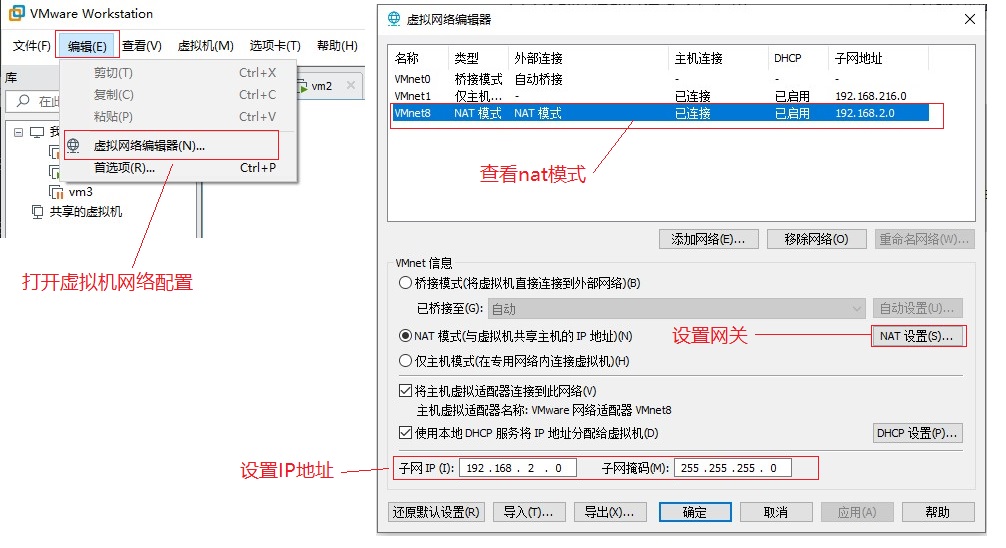 VMware Workstation
文件(F) 编辑(E) 查看(V) 虚拟机(M) 选项卡(T) 帮助(H)
库
在此
剪切(T) Ctrl+X
复制(C) Ctrl+C
粘贴(P) Ctrl+V
虚拟网络编辑器(N)...
首选项(R)... Ctrl+P
vm2
vm3
共享的虚拟机
打开虚拟机网络配置
虚拟网络编辑器
名称 类型 外部连接 主机连接 DHCP 子网地址
VMnet0 桥接模式 自动桥接 - - -
VMnet1 仅主机... - 已连接 已启用 192.168.216.0
VMnet8 NAT 模式 NAT 模式 已连接 已启用 192.168.2.0
查看nat模式
添加网络(E)... 移除网络(O) 重命名网络(W)...
VMnet 信息
桥接模式(将虚拟机直接连接到外部网络)(B)
已桥接至(G): 自动 自动设置(U)...
NAT 模式(与虚拟机共享主机的 IP 地址)(N) 设置网关 NAT 设置(S)...
仅主机模式(在专用网络内连接虚拟机)(H)
将主机虚拟适配器连接到此网络(V)
主机虚拟适配器名称: VMware 网络适配器 VMnet8
使用本地 DHCP 服务将 IP 地址分配给虚拟机(D) DHCP 设置(P)...
设置IP地址
子网 IP (I): 192 . 168 . 2 . 0 子网掩码(M): 255 . 255 . 255 . 0
还原默认设置(R) 导入(T)... 导出(X)... 确定 取消 应用(A) 帮助